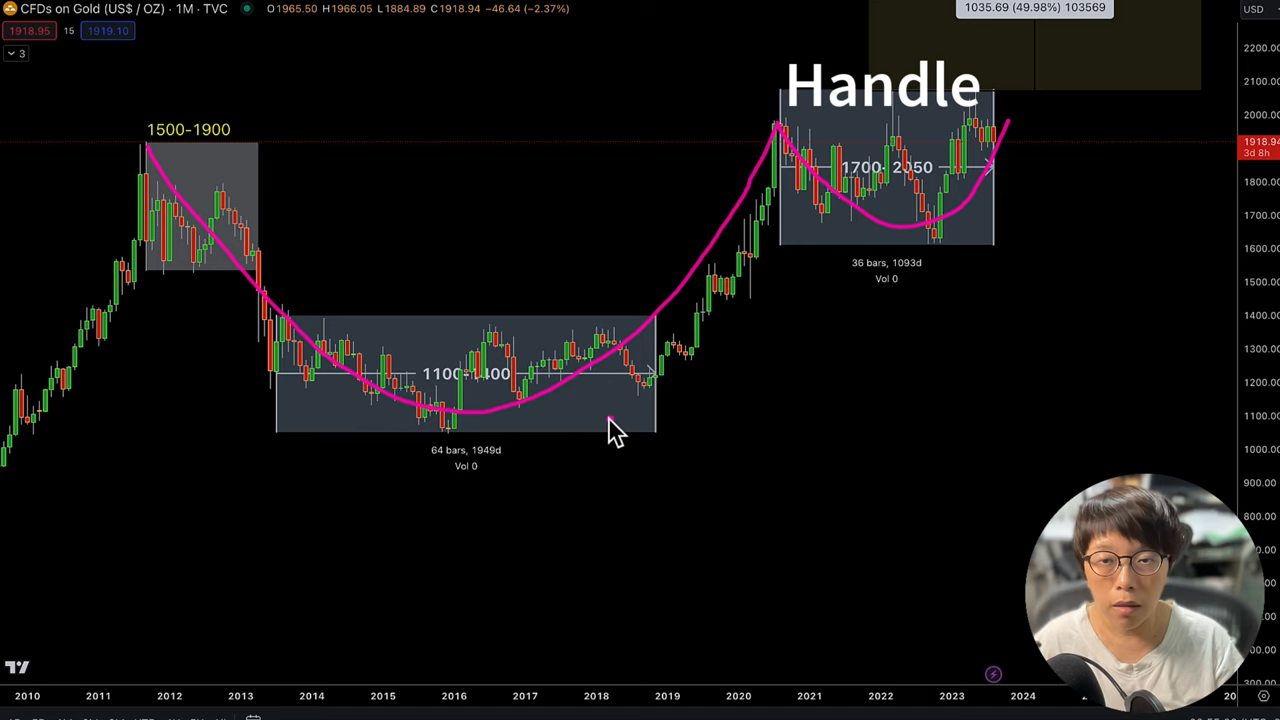 CFDs on Gold (US$ / OZ) · 1M · TVC O1965.50 H1966.05 L1884.89 C1918.94 −46.64 (−2.37%)
1035.69 (49.98%) 103569
USD
1918.95 15 1919.10
3
2200.00
2100.00
2000.00
1918.94
3d 8h
1800.00
1700.00
1600.00
1500.00
1400.00
1300.00
1200.00
1100.00
1000.00
900.00
800.00
Handle
1500-1900
1700-2050
36 bars, 1093d
Vol 0
1100-1400
64 bars, 1949d
Vol 0
2010 2011 2012 2013 2014 2015 2016 2017 2018 2019 2020 2021 2022 2023 2024